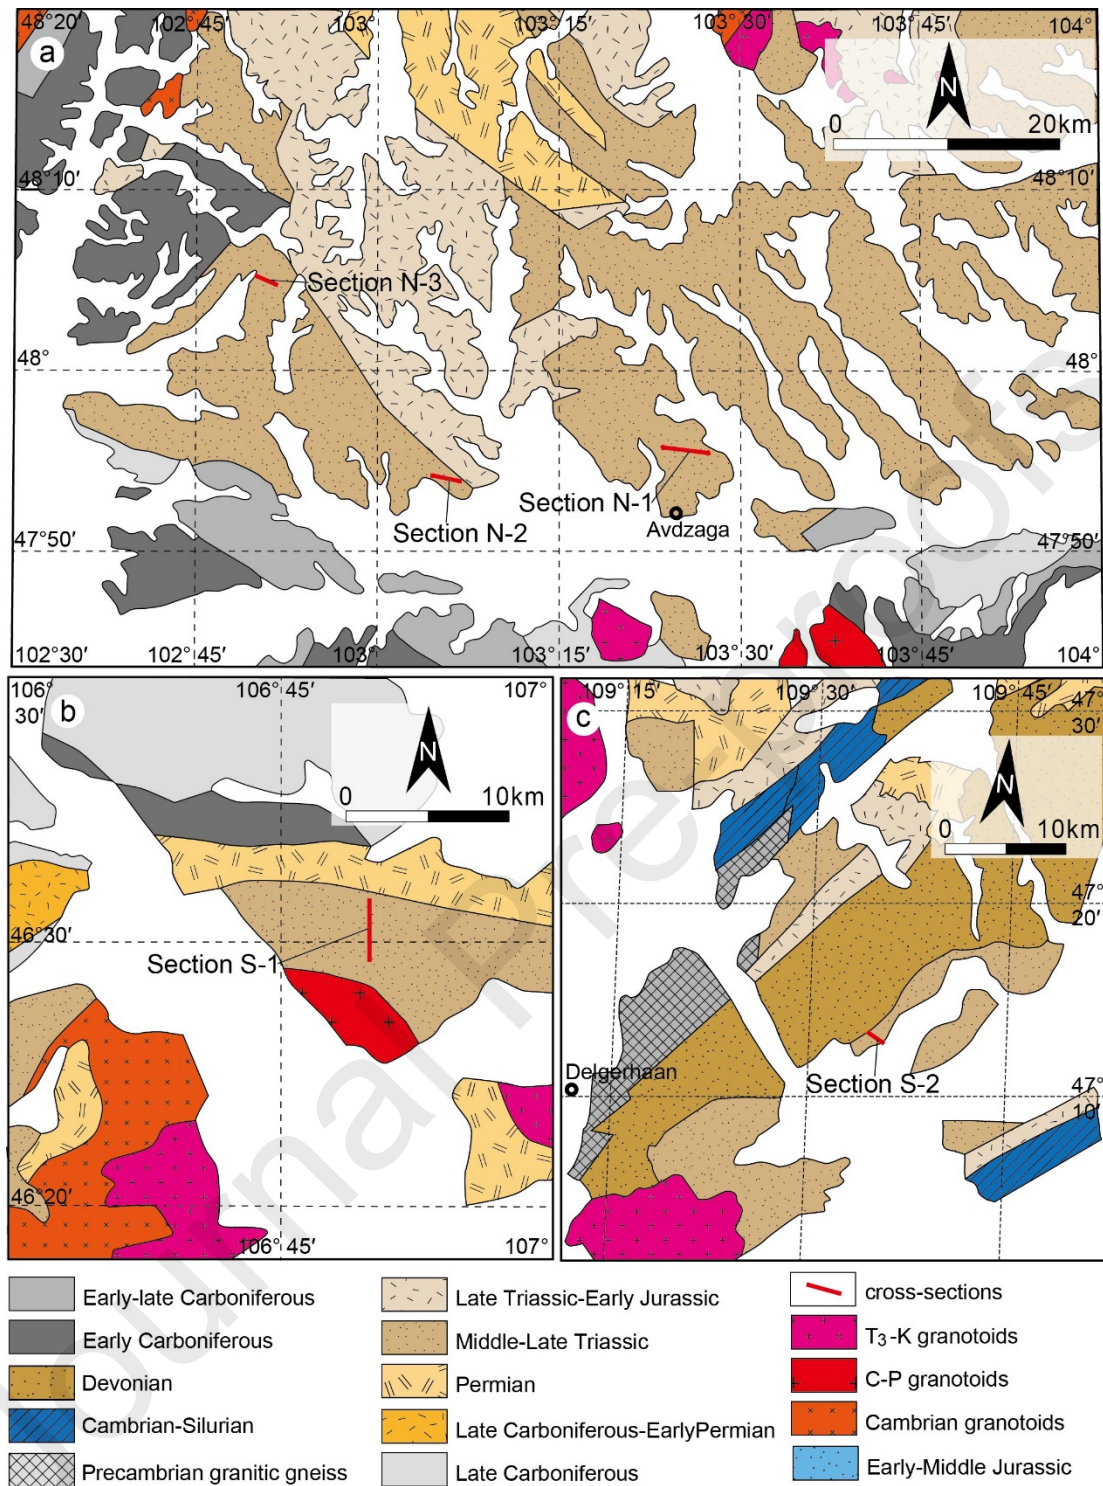 48°20′ 102°45′ 103° 103°15′ 103°30′ 103°45′ 104°
a
N
0 20km
48°10′ 48°10′
Section N-3
48° 48°
Section N-1
Section N-2
Avdzaga
47°50′ 47°50′
102°30′ 102°45′ 103° 103°15′ 103°30′ 103°45′ 104°
106°30′ 106°45′ 107°
b
N
0 10km
46°30′
Section S-1
46°20′
106°45′ 107°
109°15′ 109°30′ 109°45′ 47°30′
c
N
0 10km
47°20′
Delgerhaan
Section S-2
47°10′
Early-late Carboniferous
Early Carboniferous
Devonian
Cambrian-Silurian
Precambrian granitic gneiss
Late Triassic-Early Jurassic
Middle-Late Triassic
Permian
Late Carboniferous-EarlyPermian
Late Carboniferous
cross-sections
T3-K granotoids
C-P granotoids
Cambrian granotoids
Early-Middle Jurassic
Journal Pre-proofs